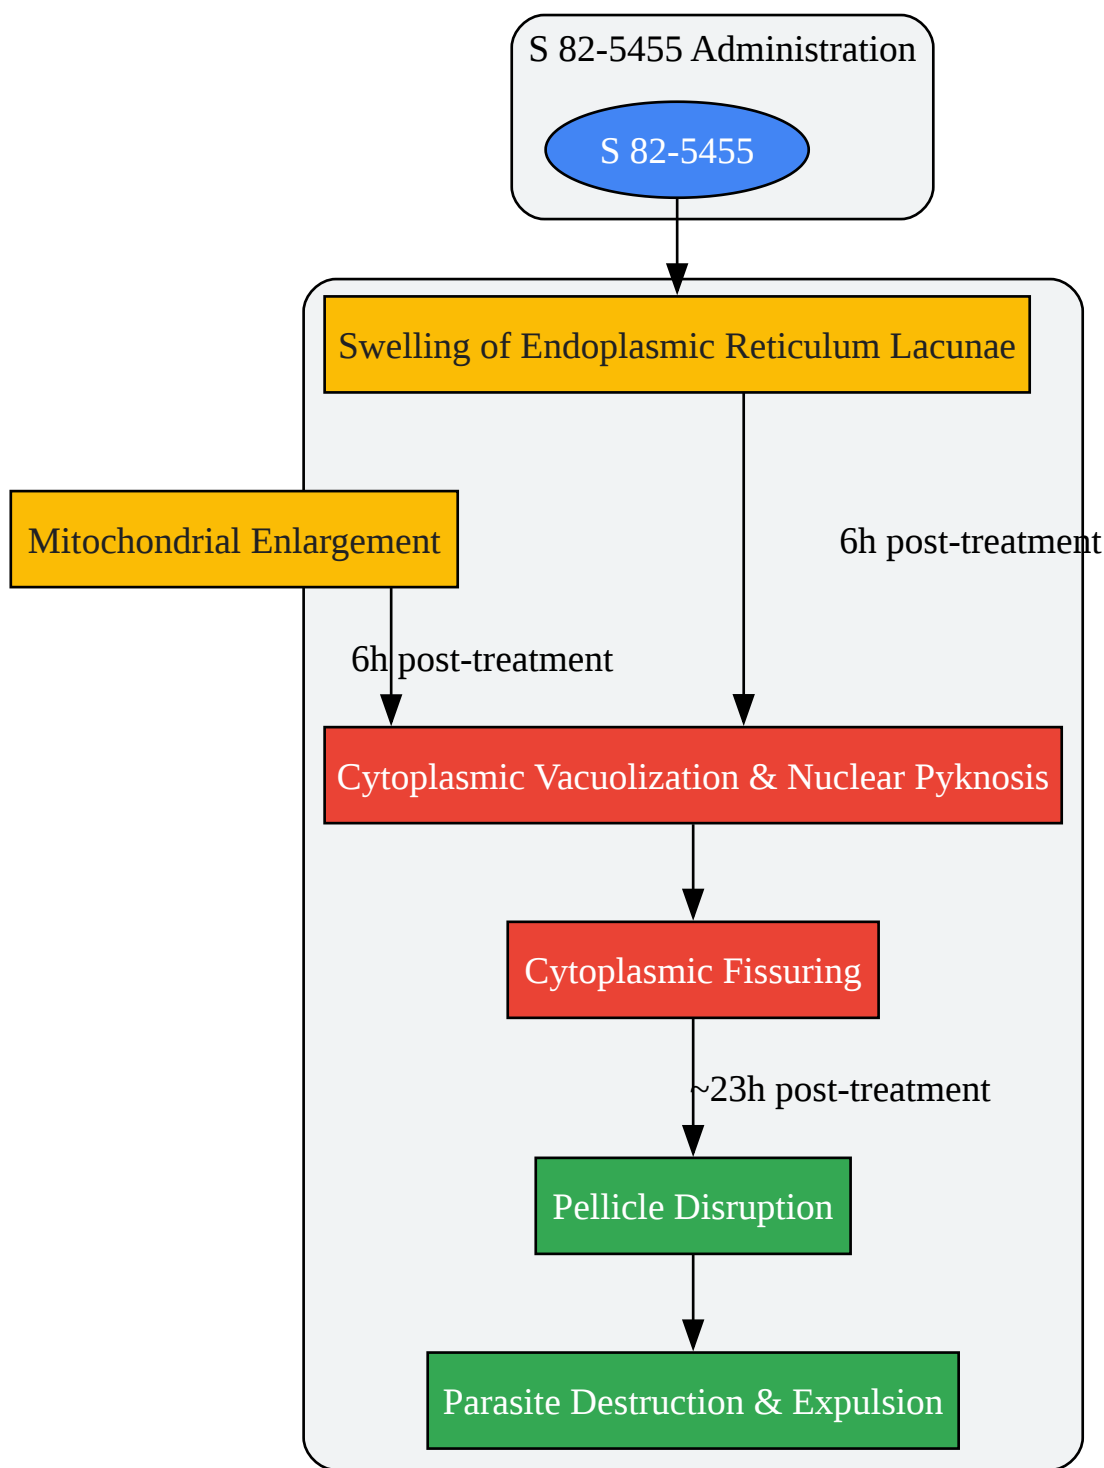 S 82-5455 Administration
S 82-5455
Swelling of Endoplasmic Reticulum Lacunae
Mitochondrial Enlargement
6h post-treatment
6h post-treatment
Cytoplasmic Vacuolization & Nuclear Pyknosis
Cytoplasmic Fissuring
~23h post-treatment
Pellicle Disruption
Parasite Destruction & Expulsion